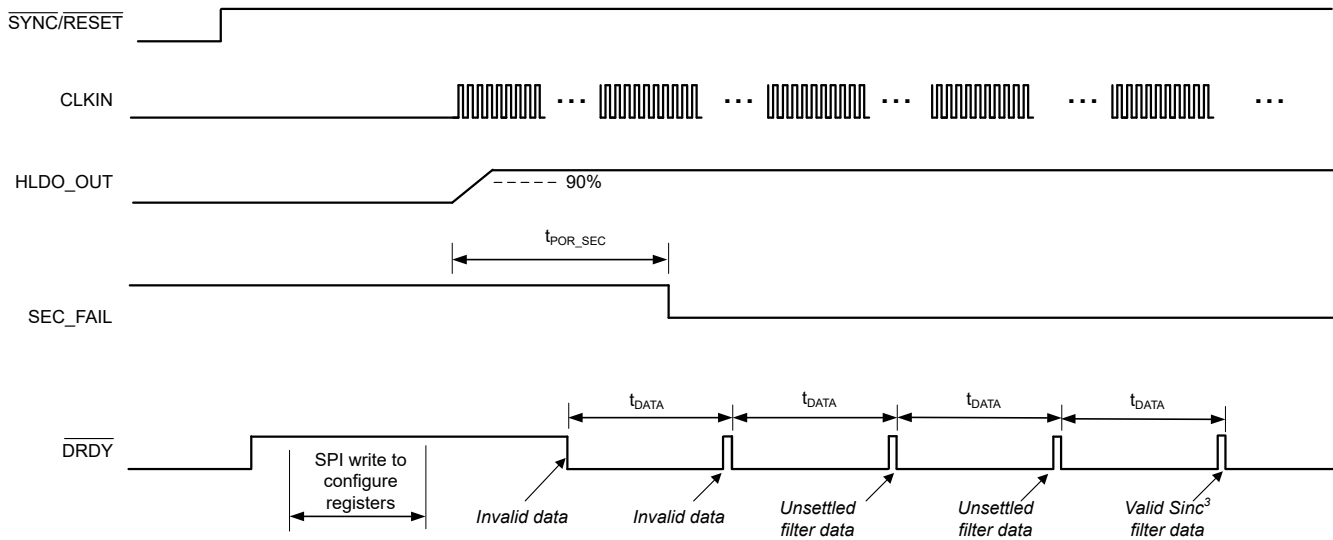 SYNC/RESET
CLKIN
... ... ... ... ...
HLDO_OUT
90%
tPOR_SEC
SEC_FAIL
tDATA tDATA tDATA tDATA
DRDY
SPI write to
configure
registers
Invalid data
Invalid data
Unsettled
filter data
Unsettled
filter data
Valid Sinc³
filter data